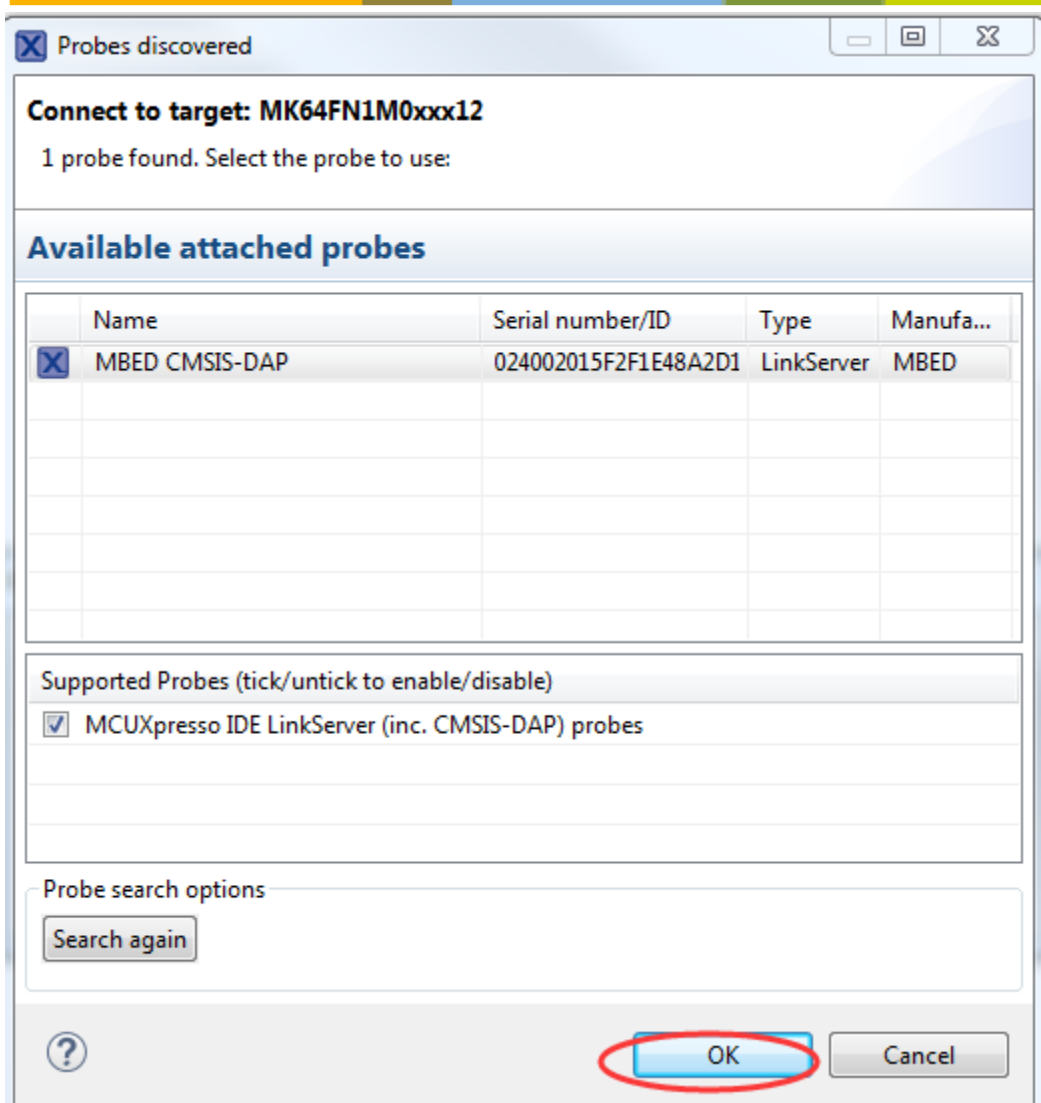 Probes discovered
Connect to target: MK64FN1M0xxx12
1 probe found. Select the probe to use:
Available attached probes
Name Serial number/ID Type Manufa...
MBED CMSIS-DAP 024002015F2F1E48A2D1 LinkServer MBED
Supported Probes (tick/untick to enable/disable)
MCUXpresso IDE LinkServer (inc. CMSIS-DAP) probes
Probe search options
Search again
OK Cancel